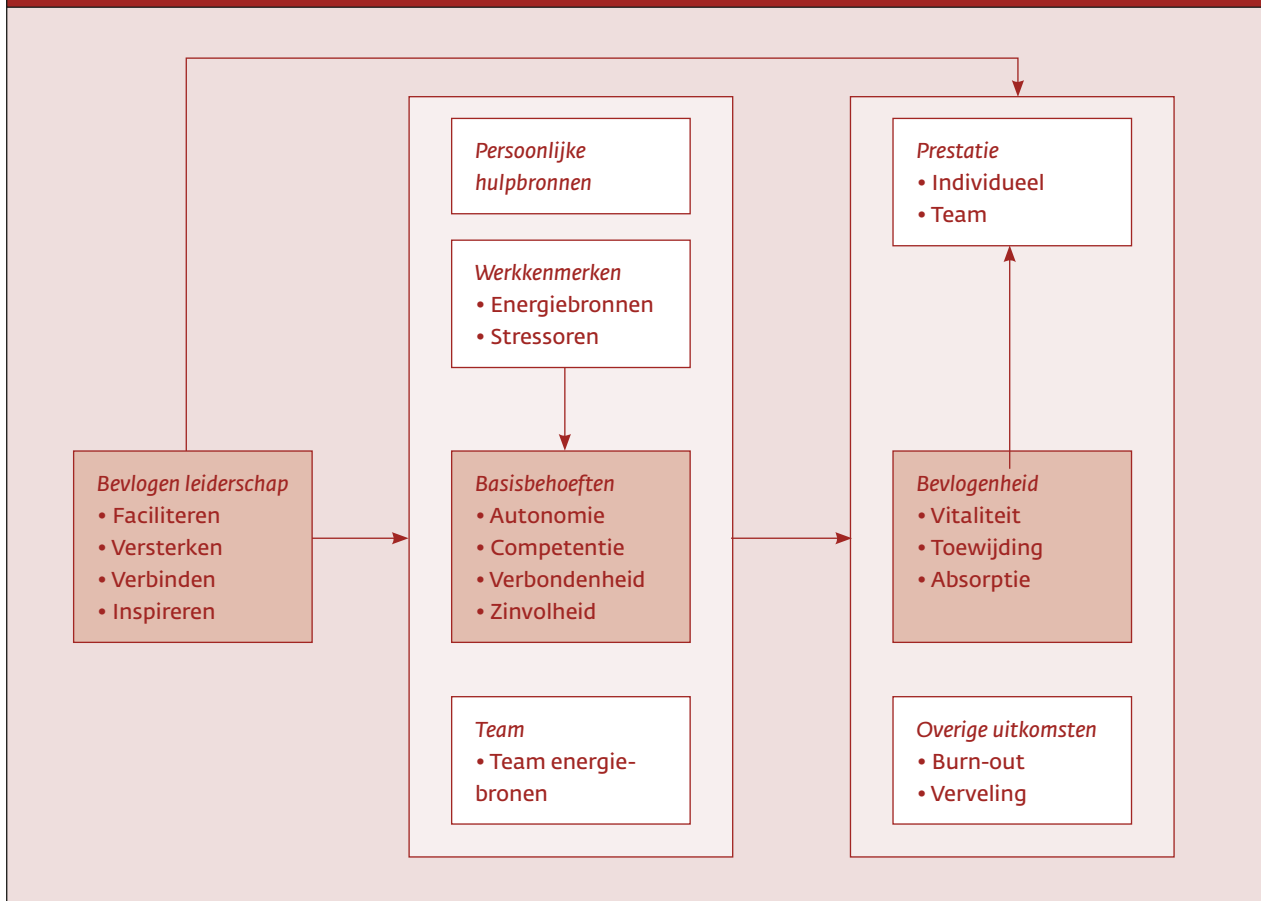 Bevlogen leiderschap
• Faciliteren
• Versterken
• Verbinden
• Inspireren
Persoonlijke
hulpbronnen
Werkkenmerken
• Energiebronnen
• Stressoren
Basisbehoeften
• Autonomie
• Competentie
• Verbondenheid
• Zinvolheid
Team
• Team energie-
bronen
Prestatie
• Individueel
• Team
Bevlogenheid
• Vitaliteit
• Toewijding
• Absorptie
Overige uitkomsten
• Burn-out
• Verveling